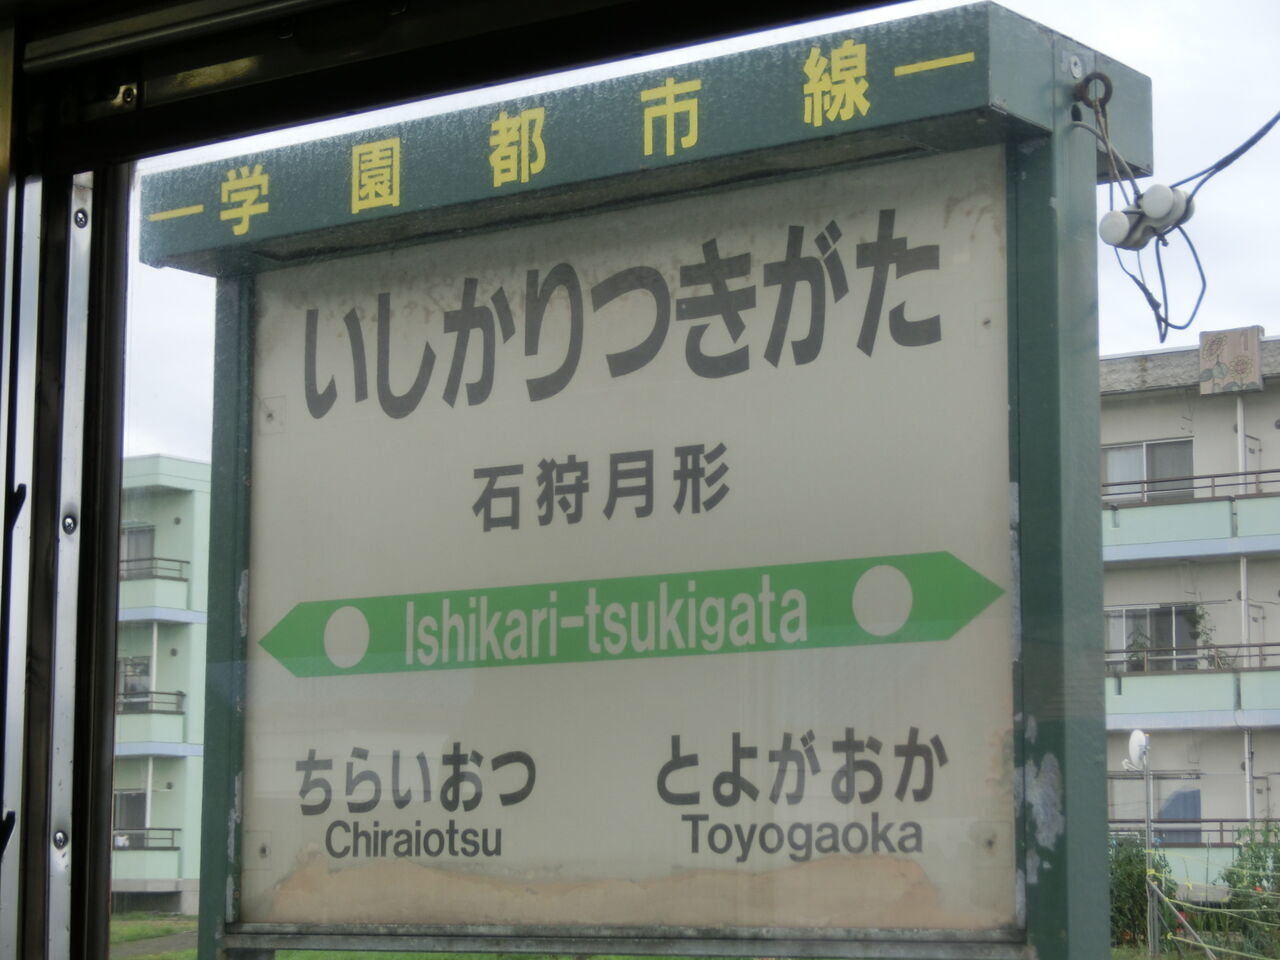 ー学園都市線ー
いしかりつきがた
石狩月形
Ishikari-tsukigata
ちらいおつ とよがおか
Chiraiotsu Toyogaoka